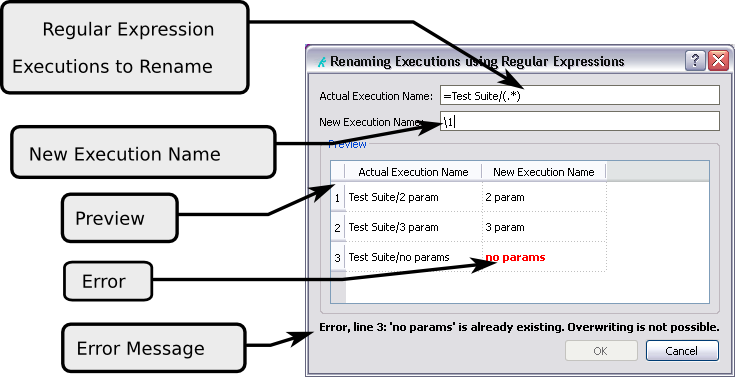 Regular Expression
Executions to Rename
New Execution Name
Preview
Error
Error Message
Renaming Executions using Regular Expressions
?
Actual Execution Name: =Test Suite/(.*)
New Execution Name: \1
Preview
Actual Execution Name New Execution Name
1 Test Suite/2 param 2 param
2 Test Suite/3 param 3 param
3 Test Suite/no params no params
Error, line 3: 'no params' is already existing. Overwriting is not possible.
OK Cancel